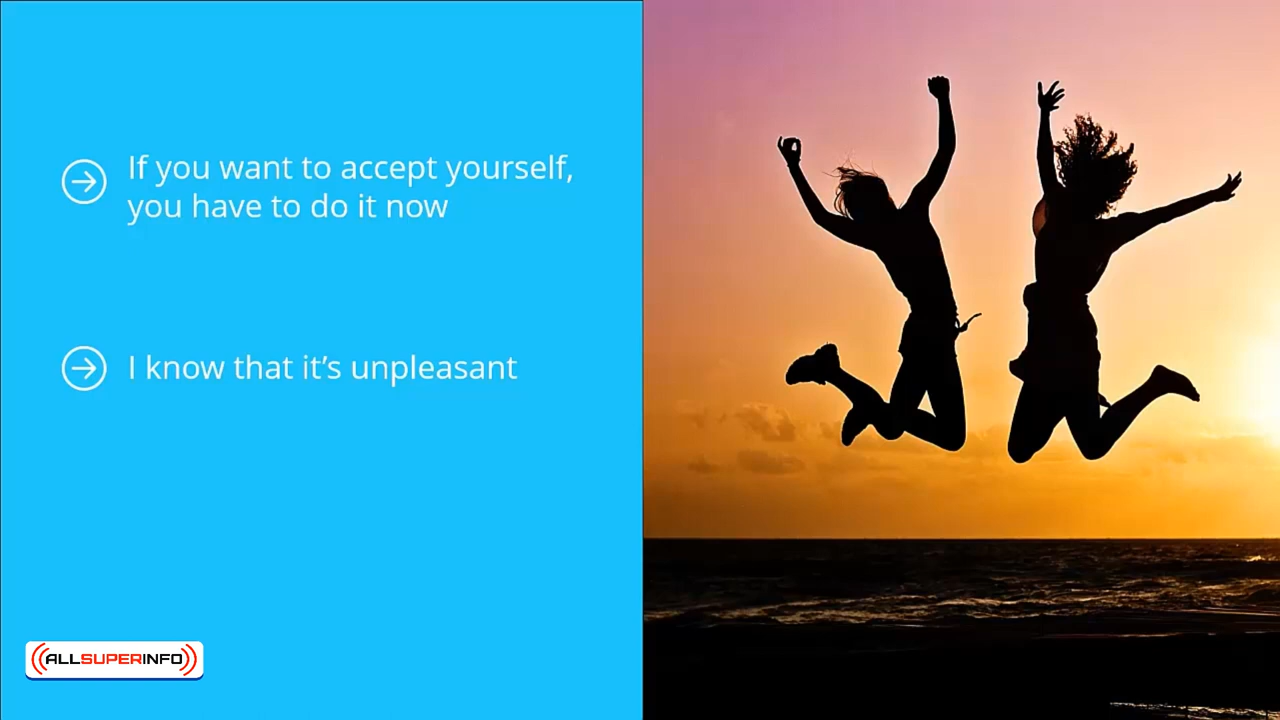 If you want to accept yourself,
you have to do it now
I know that it's unpleasant
ALLSUPERINFO